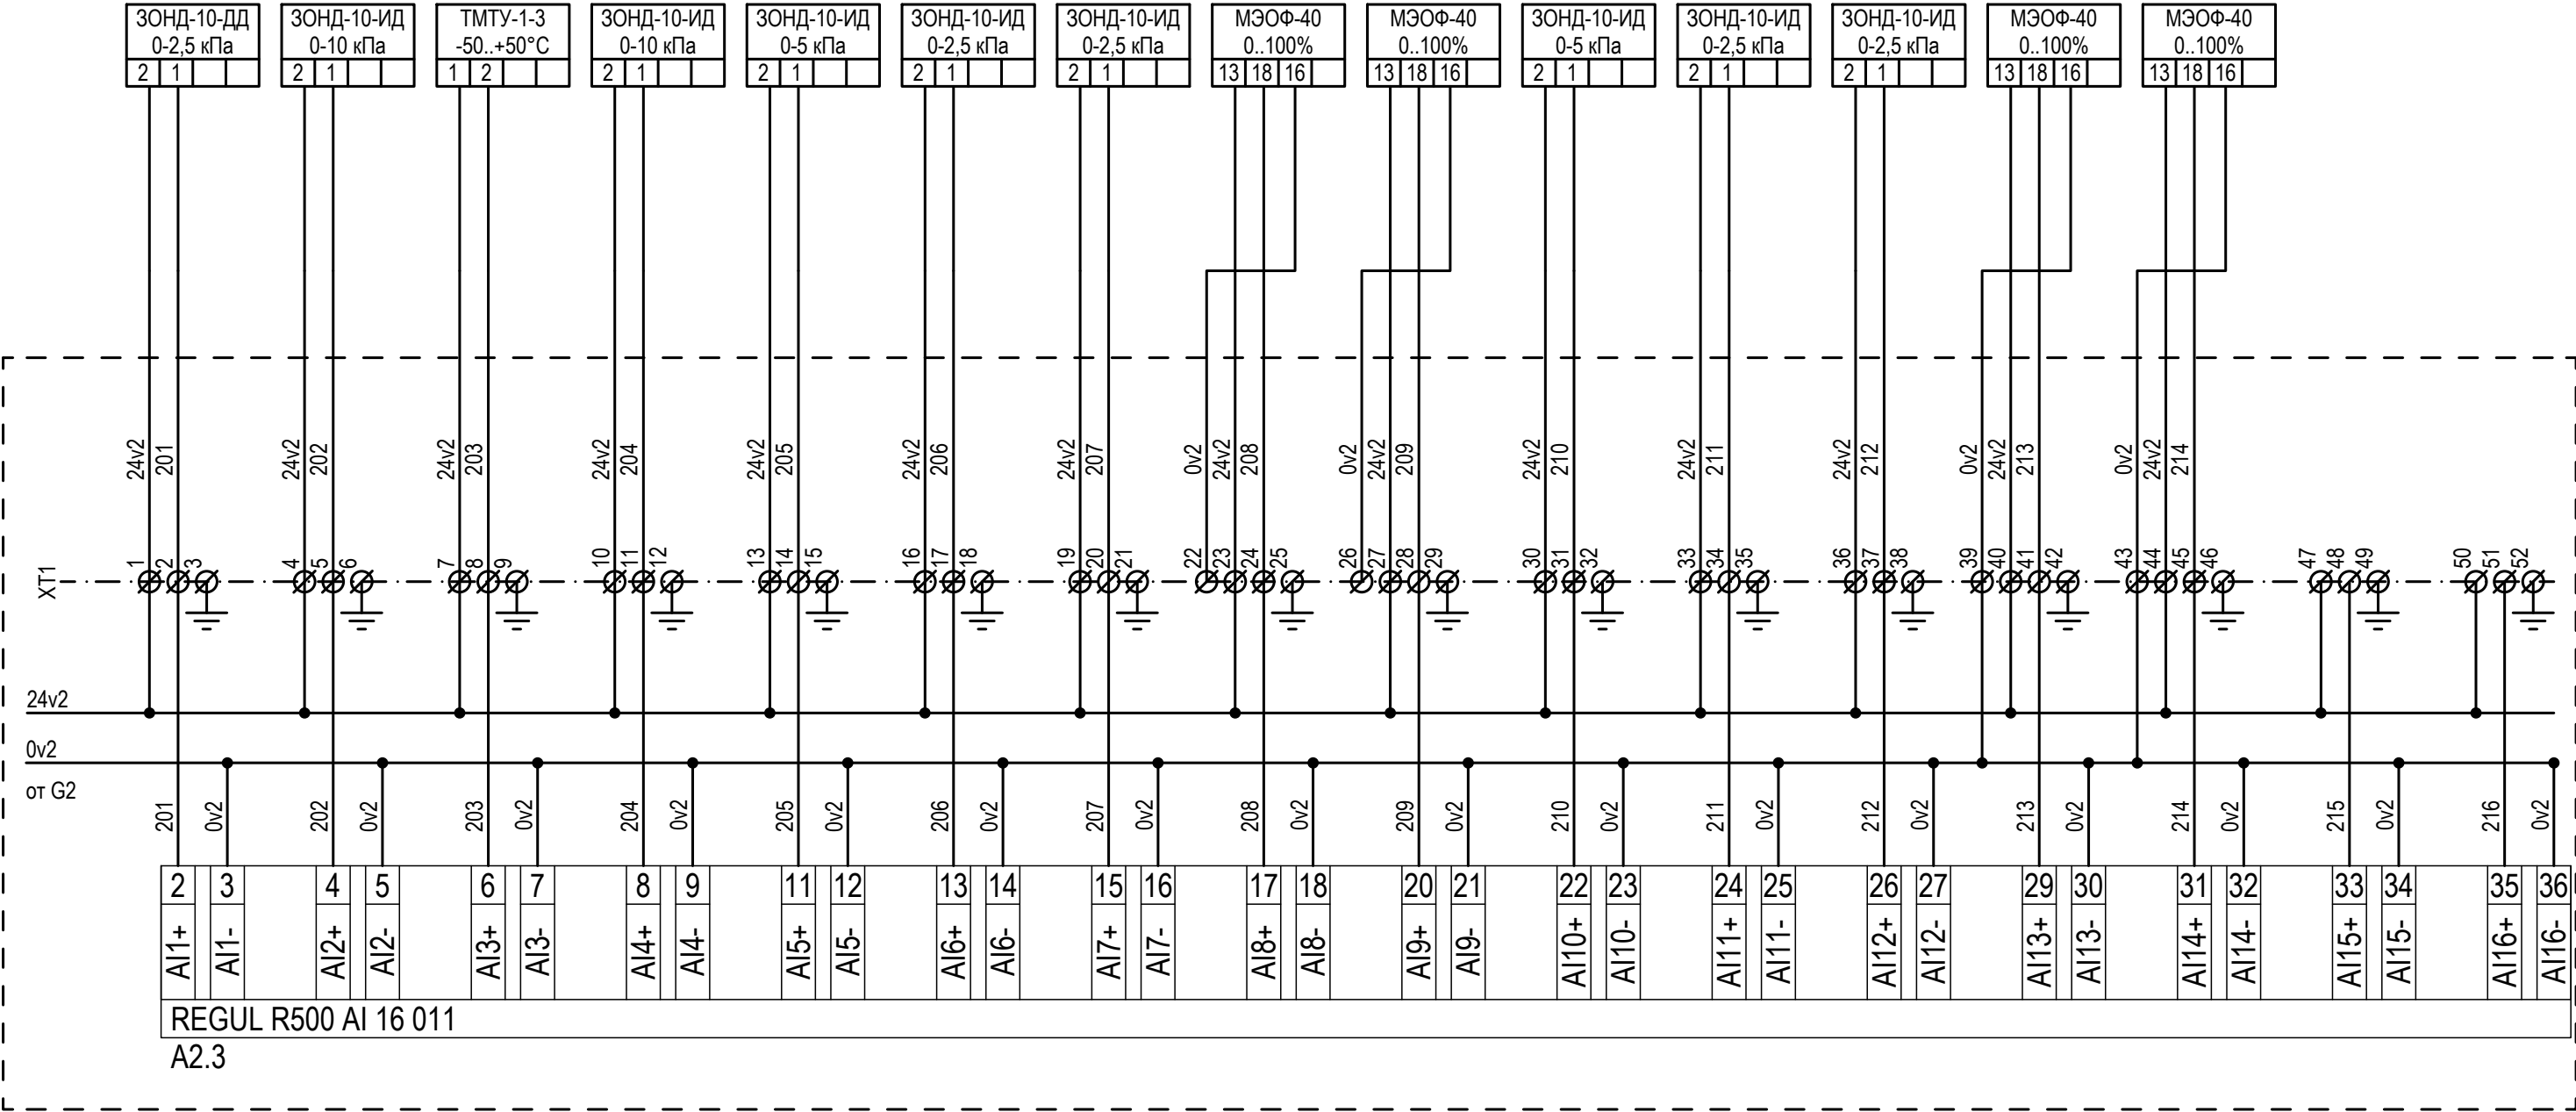 ЗОНД-10-ДД ЗОНД-10-ИД ТМТУ-1-3 ЗОНД-10-ИД ЗОНД-10-ИД ЗОНД-10-ИД ЗОНД-10-ИД МЭОФ-40 МЭОФ-40 ЗОНД-10-ИД ЗОНД-10-ИД ЗОНД-10-ИД МЭОФ-40 МЭОФ-40
0-2,5 кПа 0-10 кПа -50..+50°С 0-10 кПа 0-5 кПа 0-2,5 кПа 0-2,5 кПа 0..100% 0..100% 0-5 кПа 0-2,5 кПа 0-2,5 кПа 0..100% 0..100%
2 1 2 1 1 2 2 1 2 1 2 1 2 1 13 18 16 13 18 16 2 1 2 1 2 1 13 18 16 13 18 16
24v2 201 24v2 202 24v2 203 24v2 204 24v2 205 24v2 206 24v2 207 0v2 24v2 208 0v2 24v2 209 24v2 210 24v2 211 24v2 212 0v2 24v2 213 0v2 24v2 214
XT1 1 2 3 4 5 6 7 8 9 10 11 12 13 14 15 16 17 18 19 20 21 22 23 24 25 26 27 28 29 30 31 32 33 34 35 36 37 38 39 40 41 42 43 44 45 46 47 48 49 50 51 52
24v2
0v2
от G2
201 0v2 202 0v2 203 0v2 204 0v2 205 0v2 206 0v2 207 0v2 208 0v2 209 0v2 210 0v2 211 0v2 212 0v2 213 0v2 214 0v2 215 0v2 216 0v2
2 3 4 5 6 7 8 9 11 12 13 14 15 16 17 18 20 21 22 23 24 25 26 27 29 30 31 32 33 34 35 36
AI1+ AI1- AI2+ AI2- AI3+ AI3- AI4+ AI4- AI5+ AI5- AI6+ AI6- AI7+ AI7- AI8+ AI8- AI9+ AI9- AI10+ AI10- AI11+ AI11- AI12+ AI12- AI13+ AI13- AI14+ AI14- AI15+ AI15- AI16+ AI16-
REGUL R500 AI 16 011
A2.3